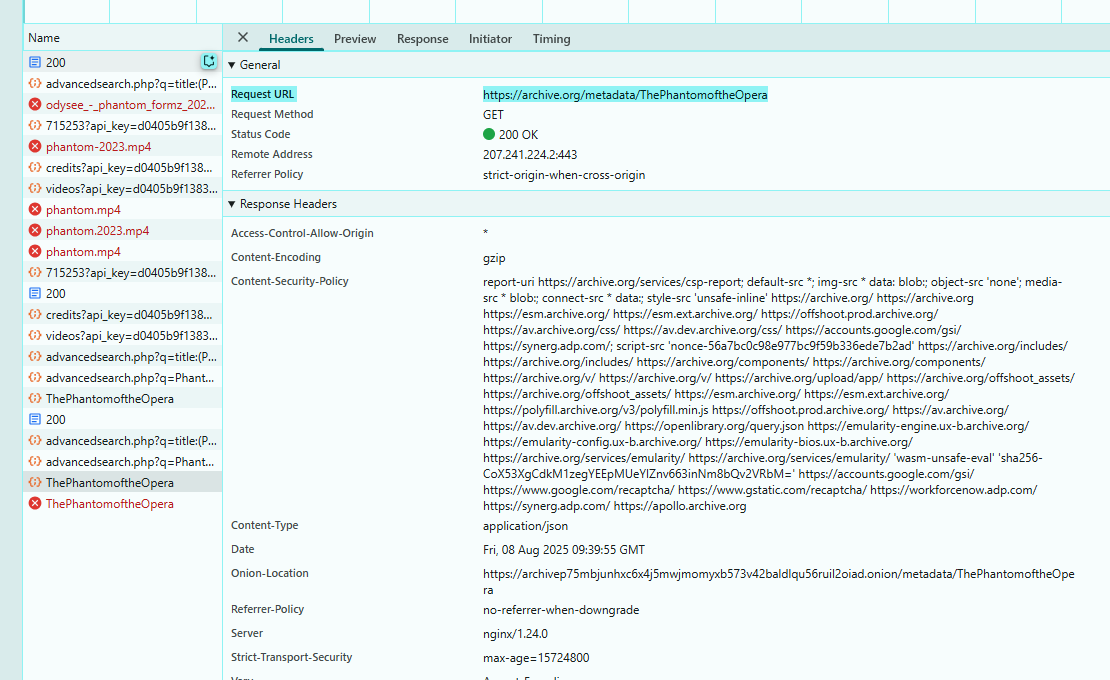 Name
200
advancedsearch.php?q=title:(P...
odysee_-_phantom_formz_202...
715253?api_key=d0405b9f138...
phantom-2023.mp4
credits?api_key=d0405b9f138...
videos?api_key=d0405b9f1383...
phantom.mp4
phantom.2023.mp4
phantom.mp4
715253?api_key=d0405b9f138...
200
credits?api_key=d0405b9f138...
videos?api_key=d0405b9f1383...
advancedsearch.php?q=title:(P...
advancedsearch.php?q=Phant...
ThePhantomoftheOpera
200
advancedsearch.php?q=title:(P...
advancedsearch.php?q=Phant...
ThePhantomoftheOpera
ThePhantomoftheOpera
Headers Preview Response Initiator Timing
General
Request URL https://archive.org/metadata/ThePhantomoftheOpera
Request Method GET
Status Code 200 OK
Remote Address 207.241.224.2:443
Referrer Policy strict-origin-when-cross-origin
Response Headers
Access-Control-Allow-Origin *
Content-Encoding gzip
Content-Security-Policy report-uri https://archive.org/services/csp-report; default-src *; img-src * data: blob:; object-src 'none'; media-
src * blob:; connect-src * data:; style-src 'unsafe-inline' https://archive.org/ https://archive.org
https://esm.archive.org/ https://esm.ext.archive.org/ https://offshoot.prod.archive.org/
https://av.archive.org/css/ https://av.dev.archive.org/css/ https://accounts.google.com/gsi/
https://synerg.adp.com/; script-src 'nonce-56a7bc0c98e977bc9f59b336ede7b2ad' https://archive.org/includes/
https://archive.org/includes/ https://archive.org/components/ https://archive.org/components/
https://archive.org/v/ https://archive.org/v/ https://archive.org/upload/app/ https://archive.org/offshoot_assets/
https://archive.org/offshoot_assets/ https://esm.archive.org/ https://esm.ext.archive.org/
https://polyfill.archive.org/v3/polyfill.min.js https://offshoot.prod.archive.org/ https://av.archive.org/
https://av.dev.archive.org/ https://openlibrary.org/query.json https://emularity-engine.ux-b.archive.org/
https://emularity-config.ux-b.archive.org/ https://emularity-bios.ux-b.archive.org/
https://archive.org/services/emularity/ https://archive.org/services/emularity/ 'wasm-unsafe-eval' 'sha256-
CoX53XgCdkM1zegYEEpMUeYIZnv663inNm8bQv2VRbM=' https://accounts.google.com/gsi/
https://www.google.com/recaptcha/ https://www.gstatic.com/recaptcha/ https://workforcenow.adp.com/
https://synerg.adp.com/ https://apollo.archive.org
Content-Type application/json
Date Fri, 08 Aug 2025 09:39:55 GMT
Onion-Location https://archivep75mbjunhxc6x4j5mwjmomyxb573v42baldlqu56ruil2oiad.onion/metadata/ThePhantomoftheOpe
ra
Referrer-Policy no-referrer-when-downgrade
Server nginx/1.24.0
Strict-Transport-Security max-age=15724800